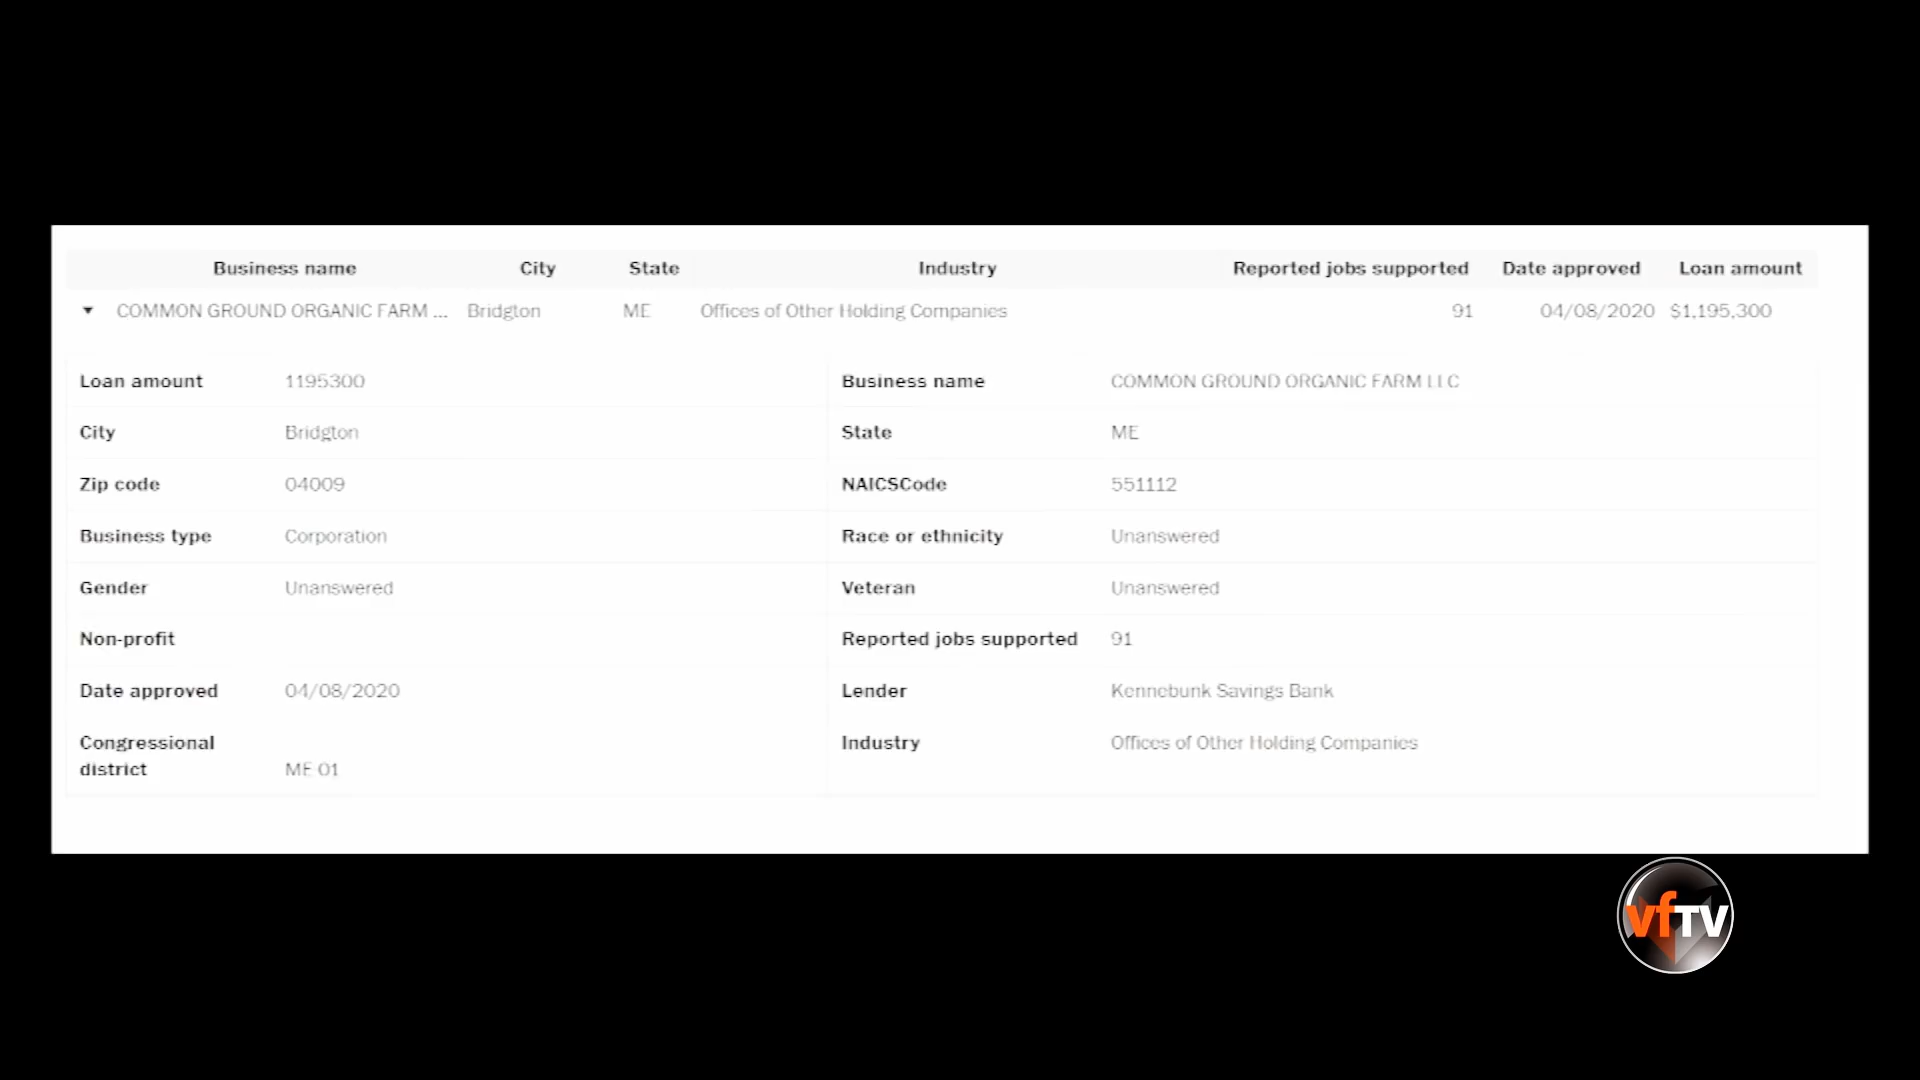 Business name City State Industry Reported jobs supported Date approved Loan amount
COMMON GROUND ORGANIC FARM ... Bridgton ME Offices of Other Holding Companies 91 04/08/2020 $1,195,300
Loan amount 1195300 Business name COMMON GROUND ORGANIC FARM LLC
City Bridgton State ME
Zip code 04009 NAICSCode 551112
Business type Corporation Race or ethnicity Unanswered
Gender Unanswered Veteran Unanswered
Non-profit Reported jobs supported 91
Date approved 04/08/2020 Lender Kennebunk Savings Bank
Congressional Industry Offices of Other Holding Companies
district ME 01
vfTV